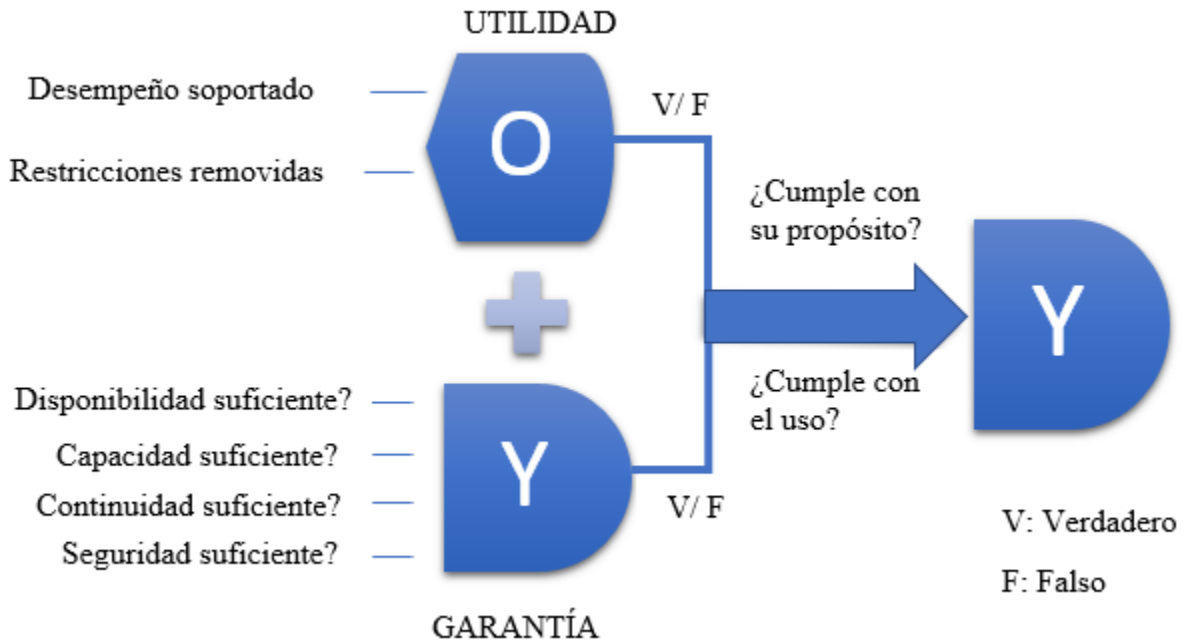 UTILIDAD
Desempeño soportado
Restricciones removidas
O
V/ F
¿Cumple con
su propósito?
Y
¿Cumple con
el uso?
Disponibilidad suficiente?
Capacidad suficiente?
Continuidad suficiente?
Seguridad suficiente?
Y
V/ F
GARANTÍA
V: Verdadero
F: Falso